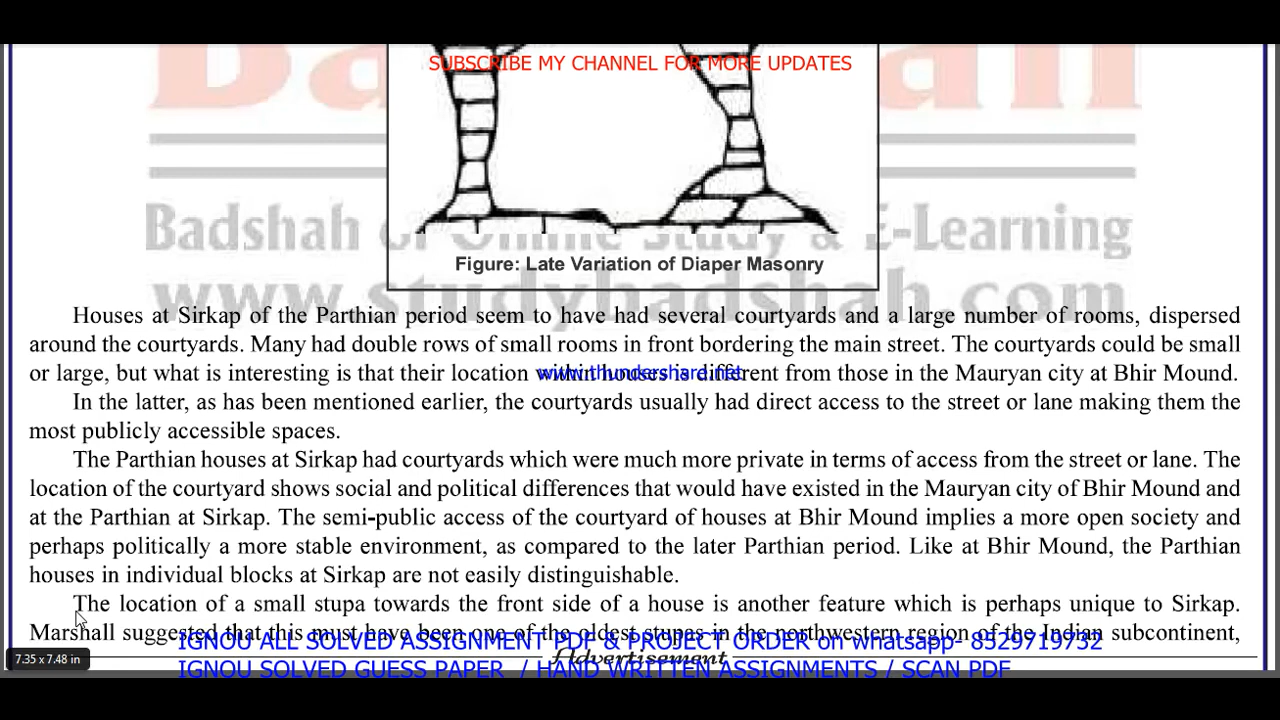 SUBSCRIBE MY CHANNEL FOR MORE UPDATES
Badshah of Online Study & E-Learning
Figure: Late Variation of Diaper Masonry
www.studybadshah.com
Houses at Sirkap of the Parthian period seem to have had several courtyards and a large number of rooms, dispersed
around the courtyards. Many had double rows of small rooms in front bordering the main street. The courtyards could be small
or large, but what is interesting is that their location within houses is different from those in the Mauryan city at Bhir Mound.
www.thundershare.net
In the latter, as has been mentioned earlier, the courtyards usually had direct access to the street or lane making them the
most publicly accessible spaces.
The Parthian houses at Sirkap had courtyards which were much more private in terms of access from the street or lane. The
location of the courtyard shows social and political differences that would have existed in the Mauryan city of Bhir Mound and
at the Parthian at Sirkap. The semi-public access of the courtyard of houses at Bhir Mound implies a more open society and
perhaps politically a more stable environment, as compared to the later Parthian period. Like at Bhir Mound, the Parthian
houses in individual blocks at Sirkap are not easily distinguishable.
The location of a small stupa towards the front side of a house is another feature which is perhaps unique to Sirkap.
Marshall suggested that this must have been one of the oldest stupas in the northwestern region of the Indian subcontinent,
IGNOU ALL SOLVED ASSIGNMENT PDF & PROJECT ORDER on whatsapp- 8529719732
7.35 x 7.48 in
Advertisement
IGNOU SOLVED GUESS PAPER / HAND WRITTEN ASSIGNMENTS / SCAN PDF